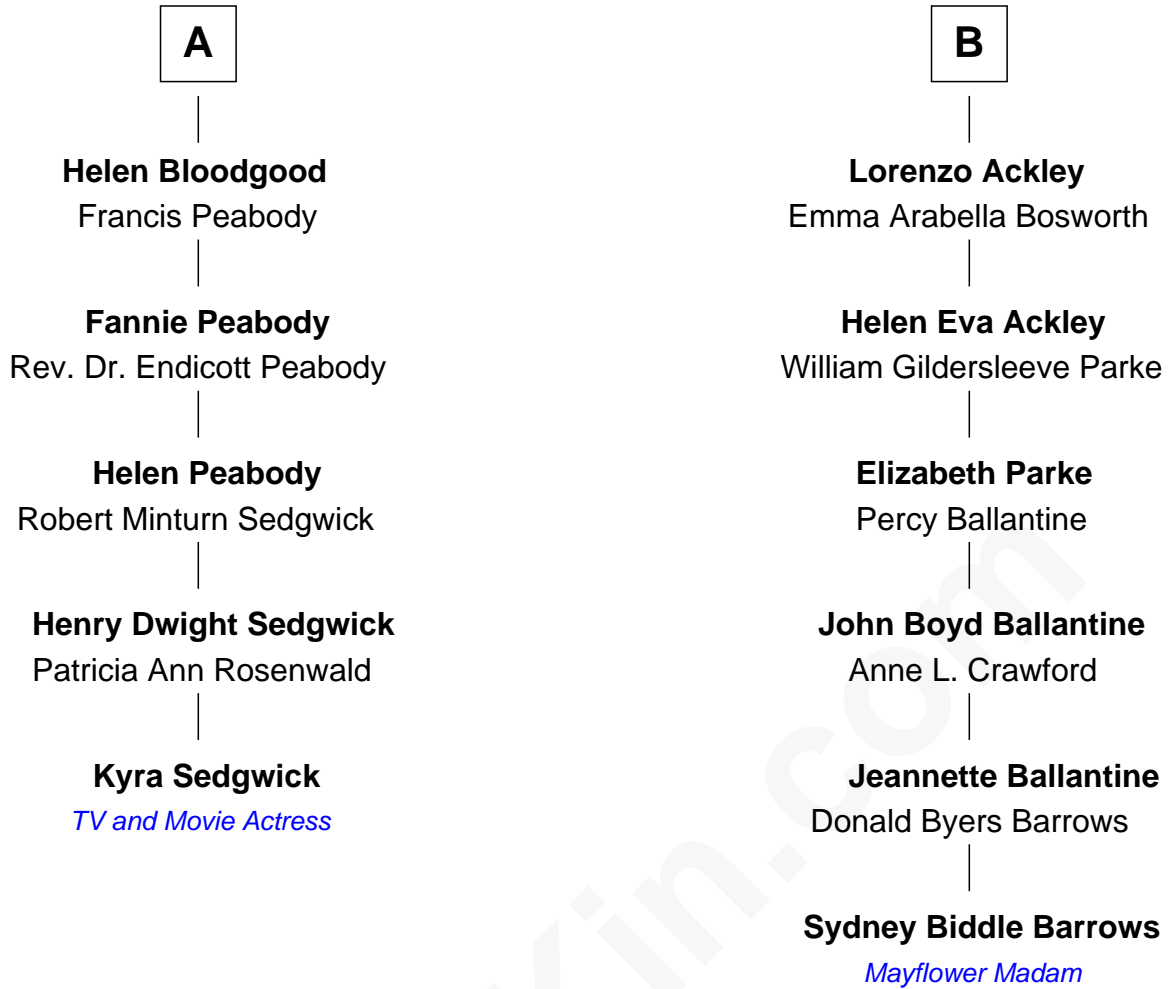 A
Helen Bloodgood
Francis Peabody
Fannie Peabody
Rev. Dr. Endicott Peabody
Helen Peabody
Robert Minturn Sedgwick
Henry Dwight Sedgwick
Patricia Ann Rosenwald
Kyra Sedgwick
TV and Movie Actress
B
Lorenzo Ackley
Emma Arabella Bosworth
Helen Eva Ackley
William Gildersleeve Parke
Elizabeth Parke
Percy Ballantine
John Boyd Ballantine
Anne L. Crawford
Jeannette Ballantine
Donald Byers Barrows
Sydney Biddle Barrows
Mayflower Madam
Kin.com